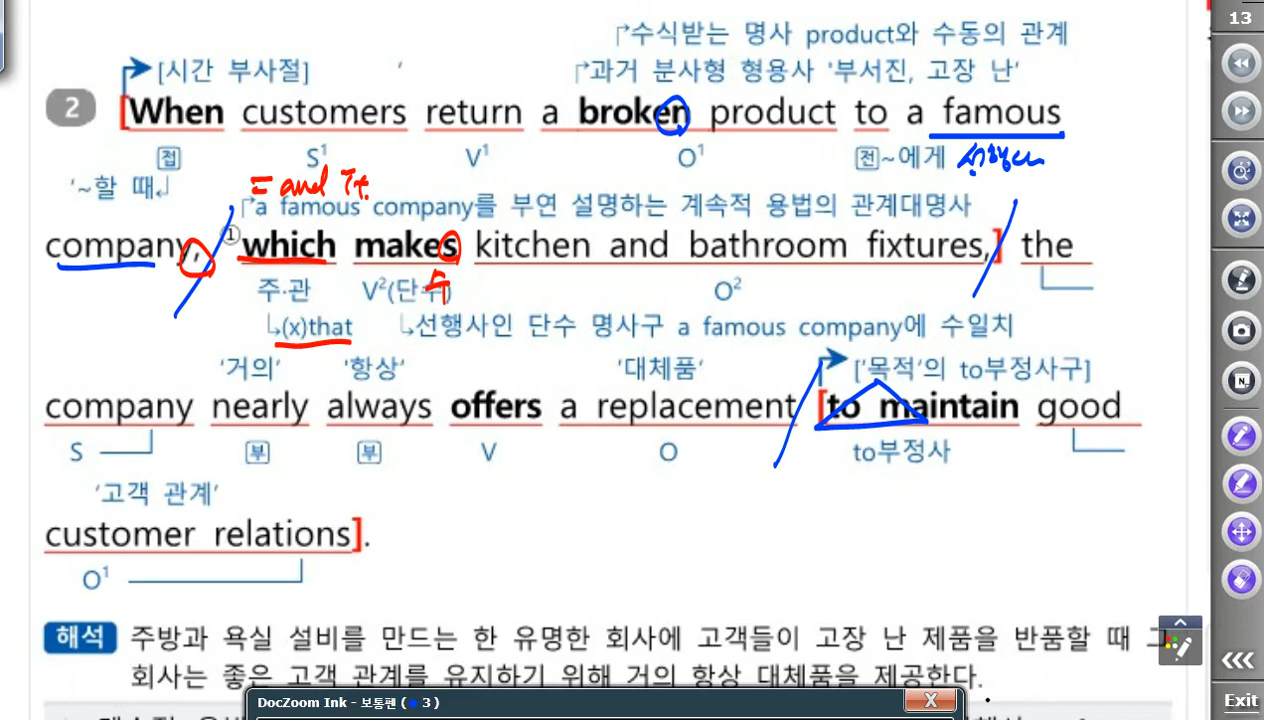 13
↱수식받는 명사 product와 수동의 관계
[시간 부사절]
↱과거 분사형 형용사 '부서진, 고장 난'
2
[When customers return a broken product to a famous
접 S¹ V¹ O¹ 전~에게 선행사
'~할 때↲
= and It
↱a famous company를 부연 설명하는 계속적 용법의 관계대명사
company, ①which makes kitchen and bathroom fixtures,] the
주·관 V²(단수) O²
↳(x)that ↳선행사인 단수 명사구 a famous company에 수일치
'거의' '항상' '대체품' ['목적'의 to부정사구]
company nearly always offers a replacement [to maintain good
S 부 부 V O to부정사
'고객 관계'
customer relations].
O¹
해석 주방과 욕실 설비를 만드는 한 유명한 회사에 고객들이 고장 난 제품을 반품할 때 그
회사는 좋은 고객 관계를 유지하기 위해 거의 항상 대체품을 제공한다.
DocZoom Ink - 보통펜 ( 3 )
X
Exit